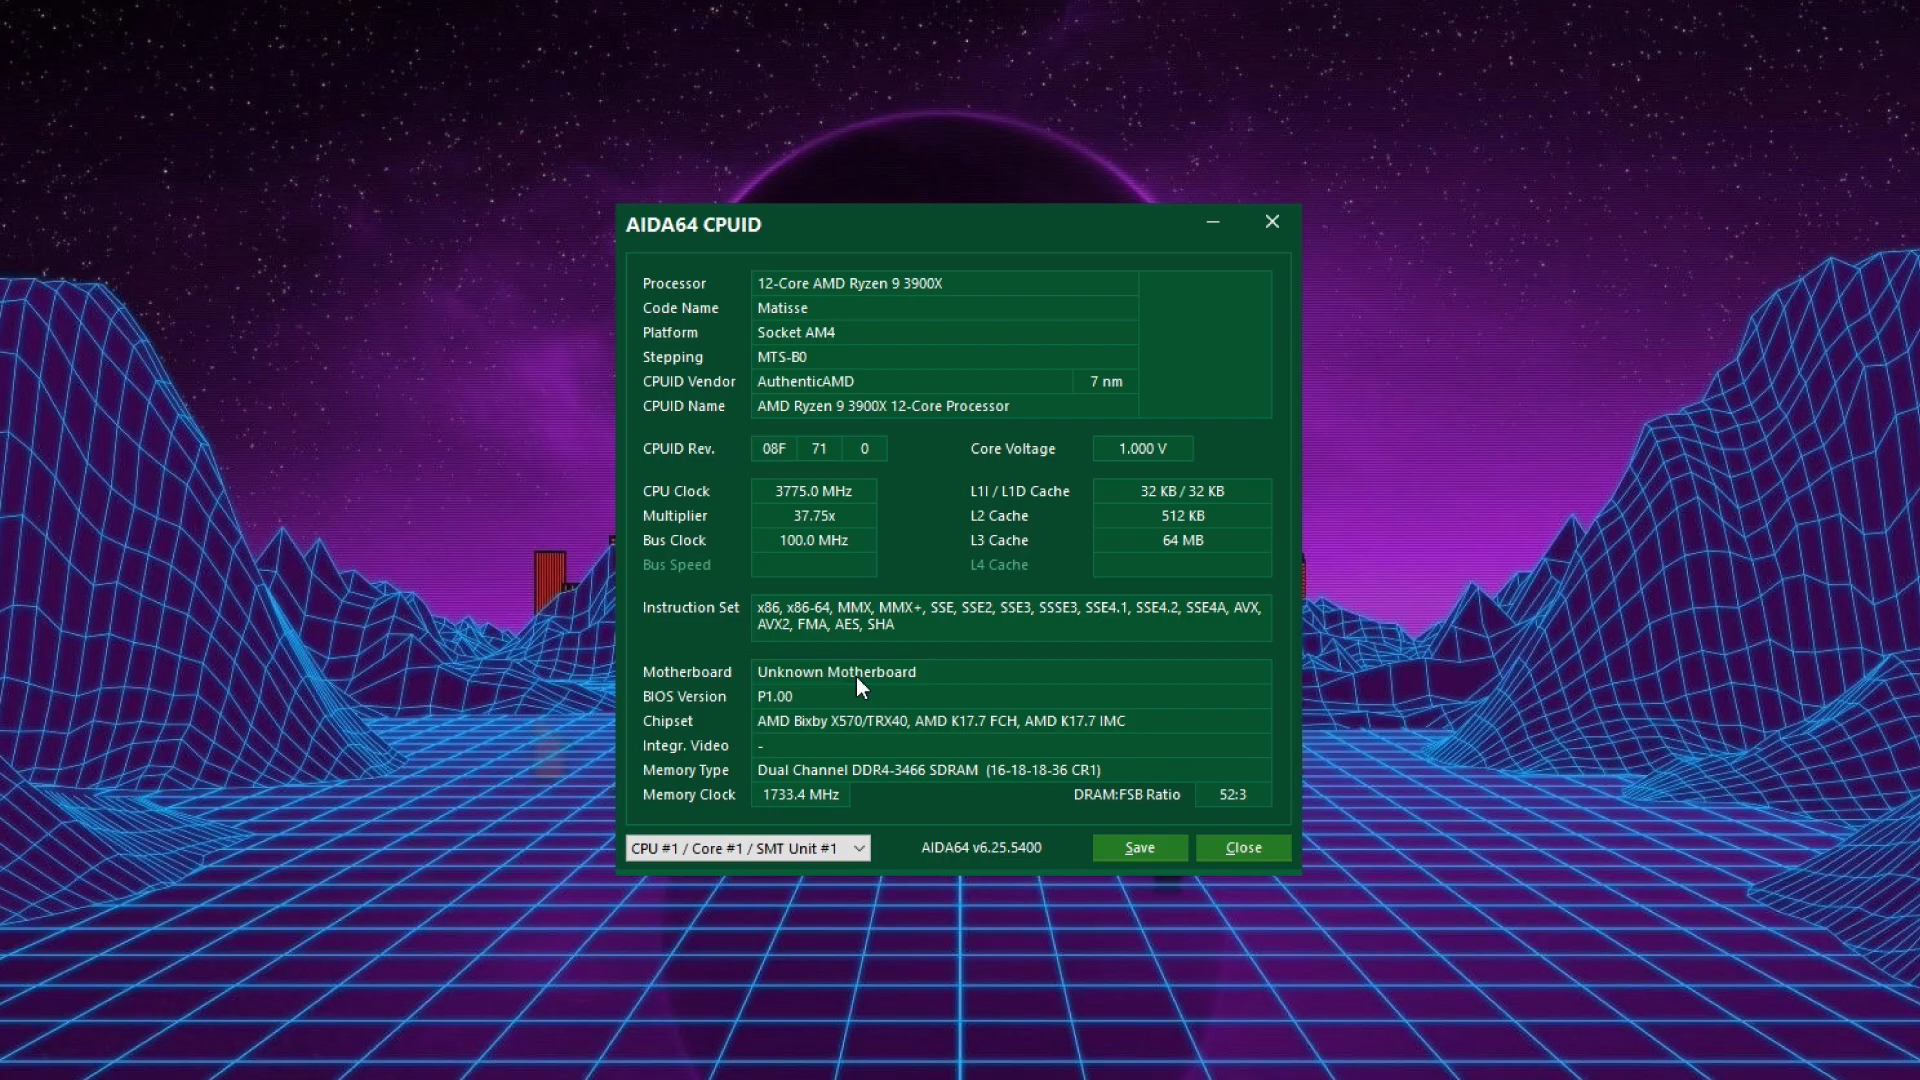 AIDA64 CPUID
Processor 12-Core AMD Ryzen 9 3900X
Code Name Matisse
Platform Socket AM4
Stepping MTS-B0
CPUID Vendor AuthenticAMD 7 nm
CPUID Name AMD Ryzen 9 3900X 12-Core Processor
CPUID Rev. 08F 71 0 Core Voltage 1.000 V
CPU Clock 3775.0 MHz L1I / L1D Cache 32 KB / 32 KB
Multiplier 37.75x L2 Cache 512 KB
Bus Clock 100.0 MHz L3 Cache 64 MB
Bus Speed L4 Cache
Instruction Set x86, x86-64, MMX, MMX+, SSE, SSE2, SSE3, SSSE3, SSE4.1, SSE4.2, SSE4A, AVX,
AVX2, FMA, AES, SHA
Motherboard Unknown Motherboard
BIOS Version P1.00
Chipset AMD Bixby X570/TRX40, AMD K17.7 FCH, AMD K17.7 IMC
Integr. Video -
Memory Type Dual Channel DDR4-3466 SDRAM (16-18-18-36 CR1)
Memory Clock 1733.4 MHz DRAM:FSB Ratio 52:3
CPU #1 / Core #1 / SMT Unit #1 AIDA64 v6.25.5400 Save Close